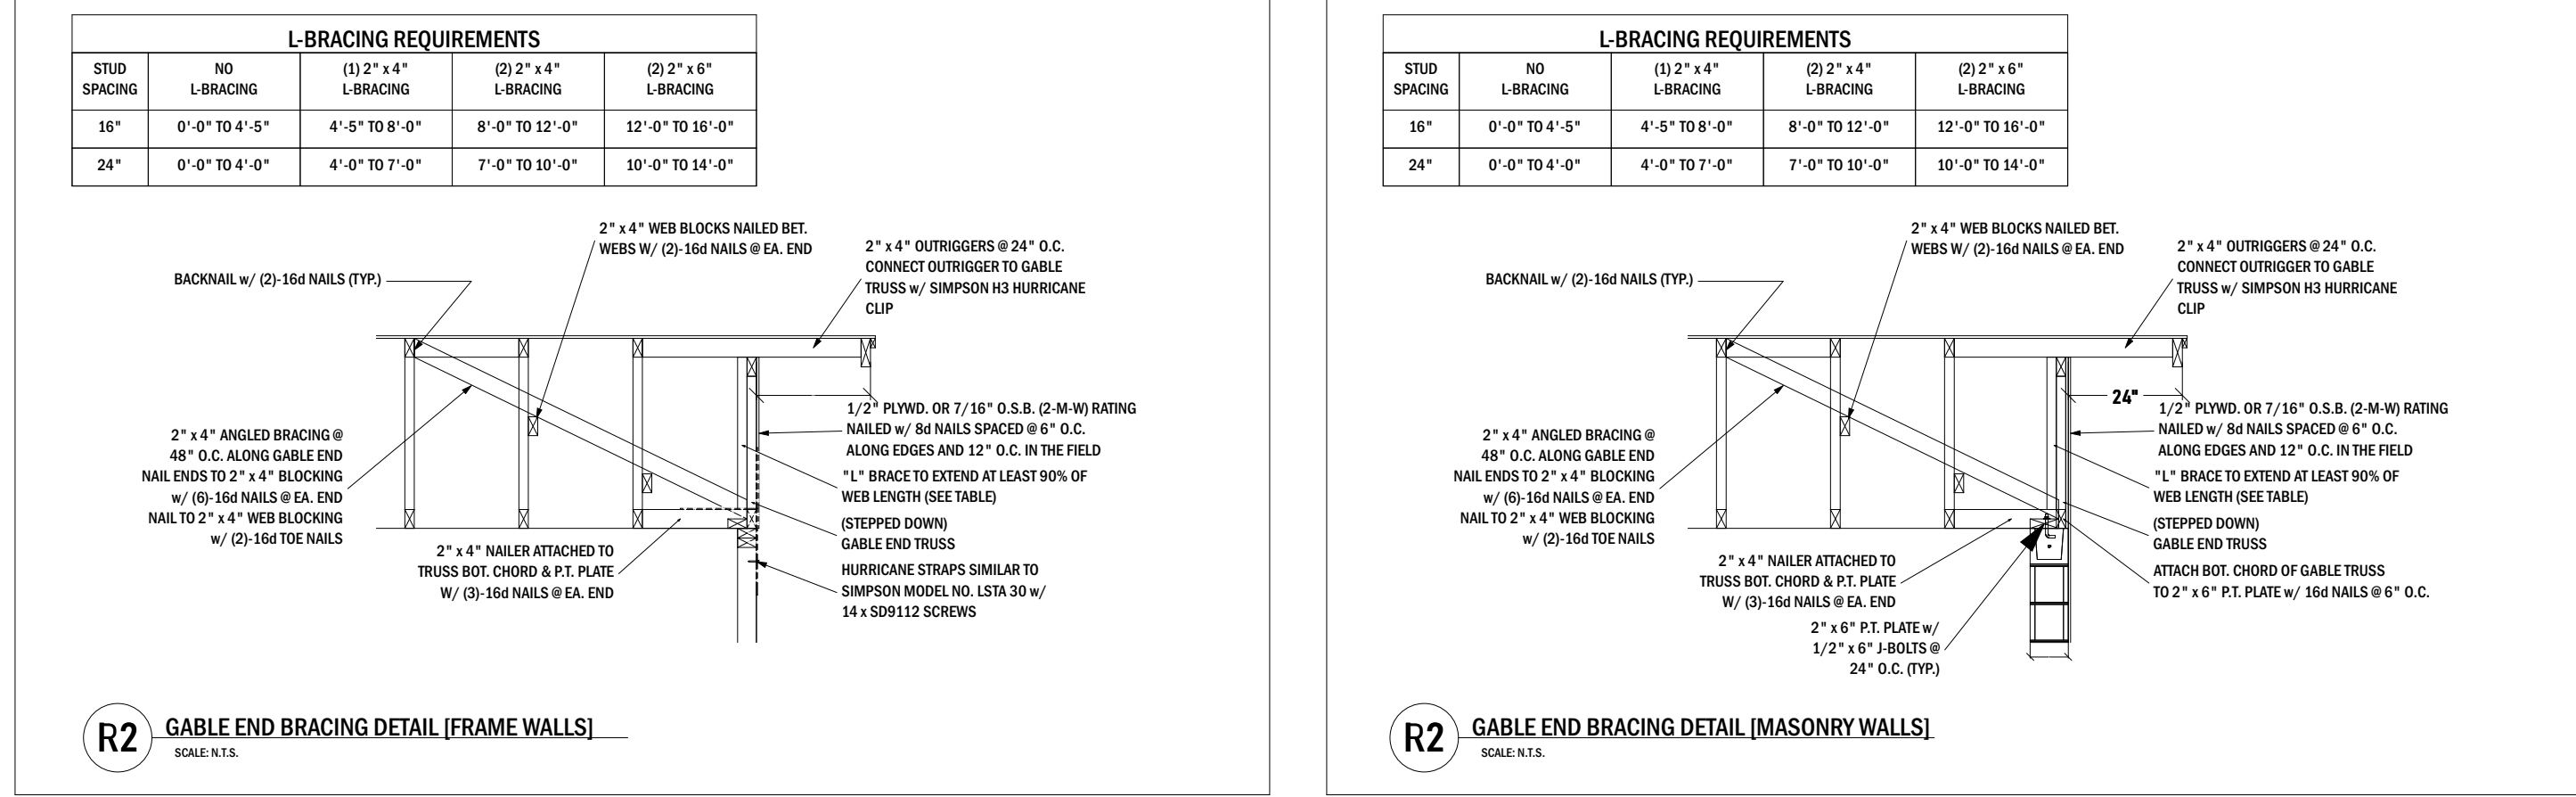 L-BRACING REQUIREMENTS
STUD SPACING
NO L-BRACING
(1) 2" x 4" L-BRACING
(2) 2" x 4" L-BRACING
(2) 2" x 6" L-BRACING
16" 0'-0" TO 4'-5" 4'-5" TO 8'-0" 8'-0" TO 12'-0" 12'-0" TO 16'-0"
24" 0'-0" TO 4'-0" 4'-0" TO 7'-0" 7'-0" TO 10'-0" 10'-0" TO 14'-0"
2" x 4" WEB BLOCKS NAILED BET.
WEBS W/ (2)-16d NAILS @ EA. END
2" x 4" OUTRIGGERS @ 24" O.C.
CONNECT OUTRIGGER TO GABLE
TRUSS w/ SIMPSON H3 HURRICANE
CLIP
BACKNAIL w/ (2)-16d NAILS (TYP.)
1/2" PLYWD. OR 7/16" O.S.B. (2-M-W) RATING
NAILED w/ 8d NAILS SPACED @ 6" O.C.
ALONG EDGES AND 12" O.C. IN THE FIELD
2" x 4" ANGLED BRACING @
48" O.C. ALONG GABLE END
NAIL ENDS TO 2" x 4" BLOCKING
w/ (6)-16d NAILS @ EA. END
NAIL TO 2" x 4" WEB BLOCKING
w/ (2)-16d TOE NAILS
"L" BRACE TO EXTEND AT LEAST 90% OF
WEB LENGTH (SEE TABLE)
(STEPPED DOWN)
GABLE END TRUSS
2" x 4" NAILER ATTACHED TO
TRUSS BOT. CHORD & P.T. PLATE
W/ (3)-16d NAILS @ EA. END
HURRICANE STRAPS SIMILAR TO
SIMPSON MODEL NO. LSTA 30 w/
14 x SD9112 SCREWS
R2
GABLE END BRACING DETAIL [FRAME WALLS]
SCALE: N.T.S.
L-BRACING REQUIREMENTS
STUD SPACING
NO L-BRACING
(1) 2" x 4" L-BRACING
(2) 2" x 4" L-BRACING
(2) 2" x 6" L-BRACING
16" 0'-0" TO 4'-5" 4'-5" TO 8'-0" 8'-0" TO 12'-0" 12'-0" TO 16'-0"
24" 0'-0" TO 4'-0" 4'-0" TO 7'-0" 7'-0" TO 10'-0" 10'-0" TO 14'-0"
2" x 4" WEB BLOCKS NAILED BET.
WEBS W/ (2)-16d NAILS @ EA. END
2" x 4" OUTRIGGERS @ 24" O.C.
CONNECT OUTRIGGER TO GABLE
TRUSS w/ SIMPSON H3 HURRICANE
CLIP
BACKNAIL w/ (2)-16d NAILS (TYP.)
24"
1/2" PLYWD. OR 7/16" O.S.B. (2-M-W) RATING
NAILED w/ 8d NAILS SPACED @ 6" O.C.
ALONG EDGES AND 12" O.C. IN THE FIELD
2" x 4" ANGLED BRACING @
48" O.C. ALONG GABLE END
NAIL ENDS TO 2" x 4" BLOCKING
w/ (6)-16d NAILS @ EA. END
NAIL TO 2" x 4" WEB BLOCKING
w/ (2)-16d TOE NAILS
"L" BRACE TO EXTEND AT LEAST 90% OF
WEB LENGTH (SEE TABLE)
(STEPPED DOWN)
GABLE END TRUSS
2" x 4" NAILER ATTACHED TO
TRUSS BOT. CHORD & P.T. PLATE
W/ (3)-16d NAILS @ EA. END
ATTACH BOT. CHORD OF GABLE TRUSS
TO 2" x 6" P.T. PLATE w/ 16d NAILS @ 6" O.C.
2" x 6" P.T. PLATE w/
1/2" x 6" J-BOLTS @
24" O.C. (TYP.)
R2
GABLE END BRACING DETAIL [MASONRY WALLS]
SCALE: N.T.S.